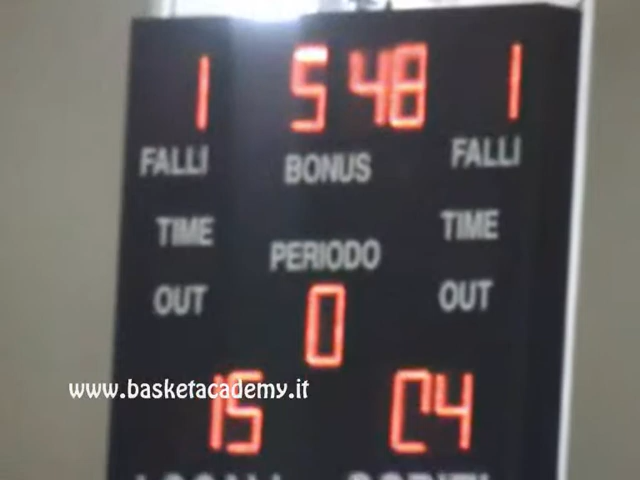 1 5 48 1
FALLI BONUS FALLI
TIME TIME
PERIODO
OUT OUT
0
www.basketacademy.it
15